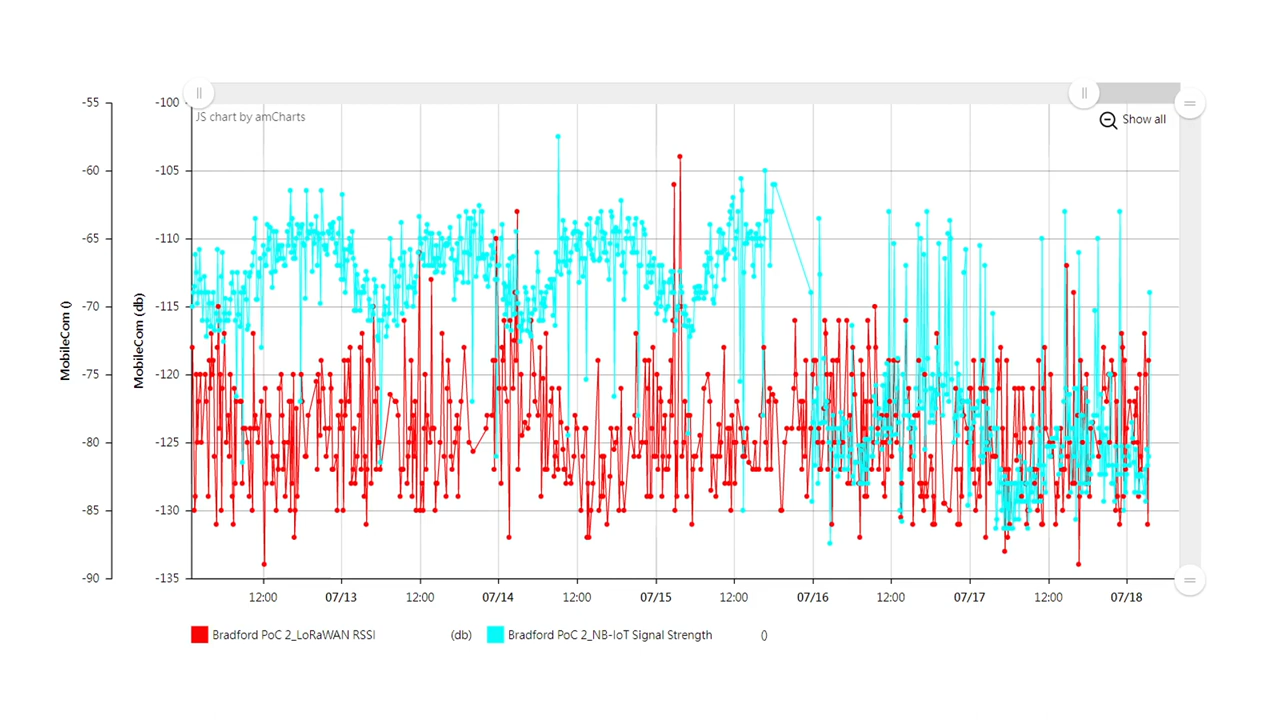 -55
-60
-65
-70
-75
-80
-85
-90
MobileCom ()
-100
-105
-110
-115
-120
-125
-130
-135
MobileCom (db)
JS chart by amCharts
Show all
12:00 07/13 12:00 07/14 12:00 07/15 12:00 07/16 12:00 07/17 12:00 07/18
Bradford PoC 2_LoRaWAN RSSI (db) Bradford PoC 2_NB-IoT Signal Strength ()